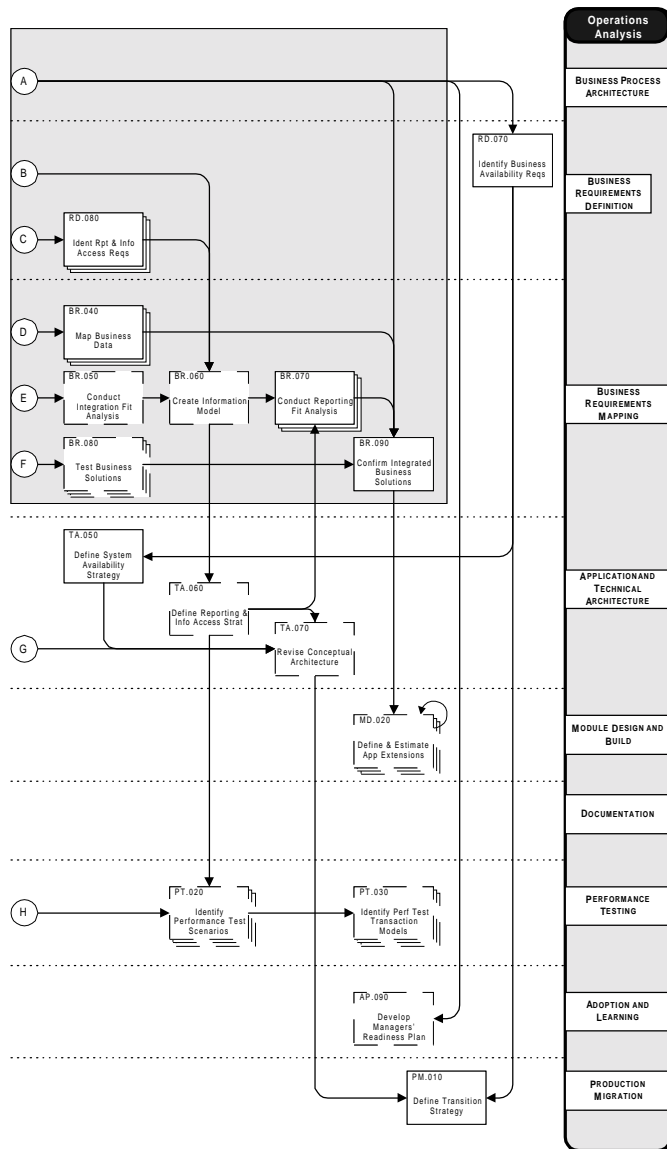 Operations
Analysis
A
BUSINESS PROCESS
ARCHITECTURE
RD.070
Identify Business
Availability Reqs
B
BUSINESS
REQUIREMENTS
DEFINITION
RD.080
C
Ident Rpt & Info
Access Reqs
BR.040
D
Map Business
Data
BR.050
BR.060
BR.070
E
Conduct
Integration Fit
Analysis
Create Information
Model
Conduct Reporting
Fit Analysis
BUSINESS
REQUIREMENTS
MAPPING
BR.080
BR.090
F
Test Business
Solutions
Confirm Integrated
Business
Solutions
TA.050
Define System
Availability
Strategy
TA.060
Define Reporting &
Info Access Strat
APPLICATION AND
TECHNICAL
ARCHITECTURE
TA.070
G
Revise Conceptual
Architecture
MD.020
Define & Estimate
App Extensions
MODULE DESIGN AND
BUILD
DOCUMENTATION
PT.020
PT.030
H
Identify
Performance Test
Scenarios
Identify Perf Test
Transaction
Models
PERFORMANCE
TESTING
AP.090
Develop
Managers'
Readiness Plan
ADOPTION AND
LEARNING
PM.010
Define Transition
Strategy
PRODUCTION
MIGRATION